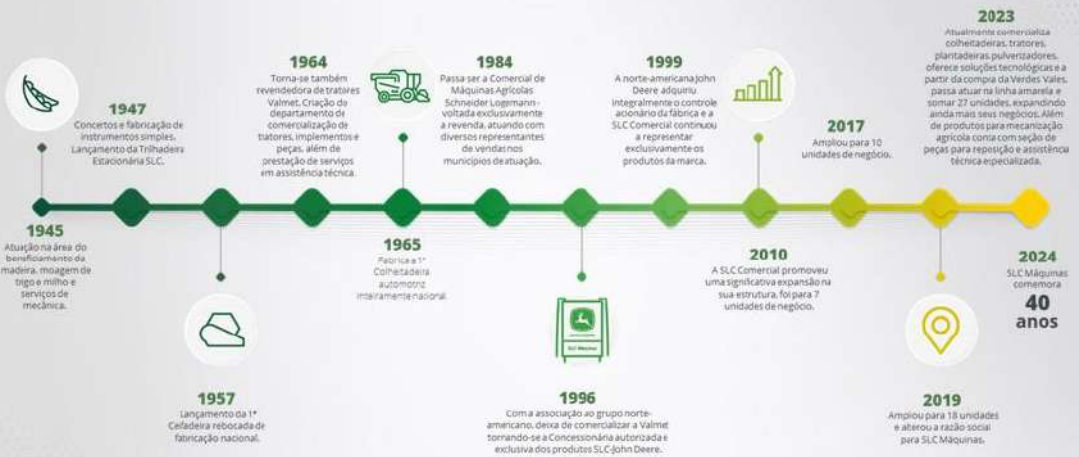 1945
Atuação na área do
beneficiamento da
madeira, moagem de
trigo e milho e
serviços de
mecânica.
1947
Concertos e fabricação de
instrumentos simples.
Lançamento da Trilhadeira
Estacionária SLC.
1957
Lançamento da 1ª
Ceifadeira rebocada de
fabricação nacional.
1964
Torna-se também
revendedora de tratores
Valmet. Criação do
departamento de
comercialização de
tratores, implementos e
peças, além de
prestação de serviços
em assistência técnica.
1965
Fabrica a 1ª
Colheitadeira
automotriz
inteiramente nacional.
1984
Passa ser a Comercial de
Máquinas Agrícolas
Schneider Logemann -
voltada exclusivamente
a revenda, atuando com
diversos representantes
de vendas nos
municípios de atuação.
SLC Máquinas
1996
Com a associação ao grupo norte-
americano, deixa de comercializar a Valmet
tornando-se a Concessionária autorizada e
exclusiva dos produtos SLC-John Deere.
1999
A norte-americana John
Deere adquiriu
integralmente o controle
acionário da fábrica e a
SLC Comercial continuou
a representar
exclusivamente os
produtos da marca.
2010
A SLC Comercial promoveu
uma significativa expansão na
sua estrutura, foi para 7
unidades de negócio.
2017
Ampliou para 10
unidades de negócio.
2019
Ampliou para 18 unidades
e alterou a razão social
para SLC Máquinas.
2023
Atualmente comercializa
colheitadeiras, tratores,
plantadeiras, pulverizadores,
oferece soluções tecnológicas e a
partir da compra da Verdes Vales,
passa atuar na linha amarela e
somar 27 unidades, expandindo
ainda mais seus negócios. Além
de produtos para mecanização
agrícola conta com seção de
peças para reposição e assistência
técnica especializada.
2024
SLC Máquinas
comemora
40
anos